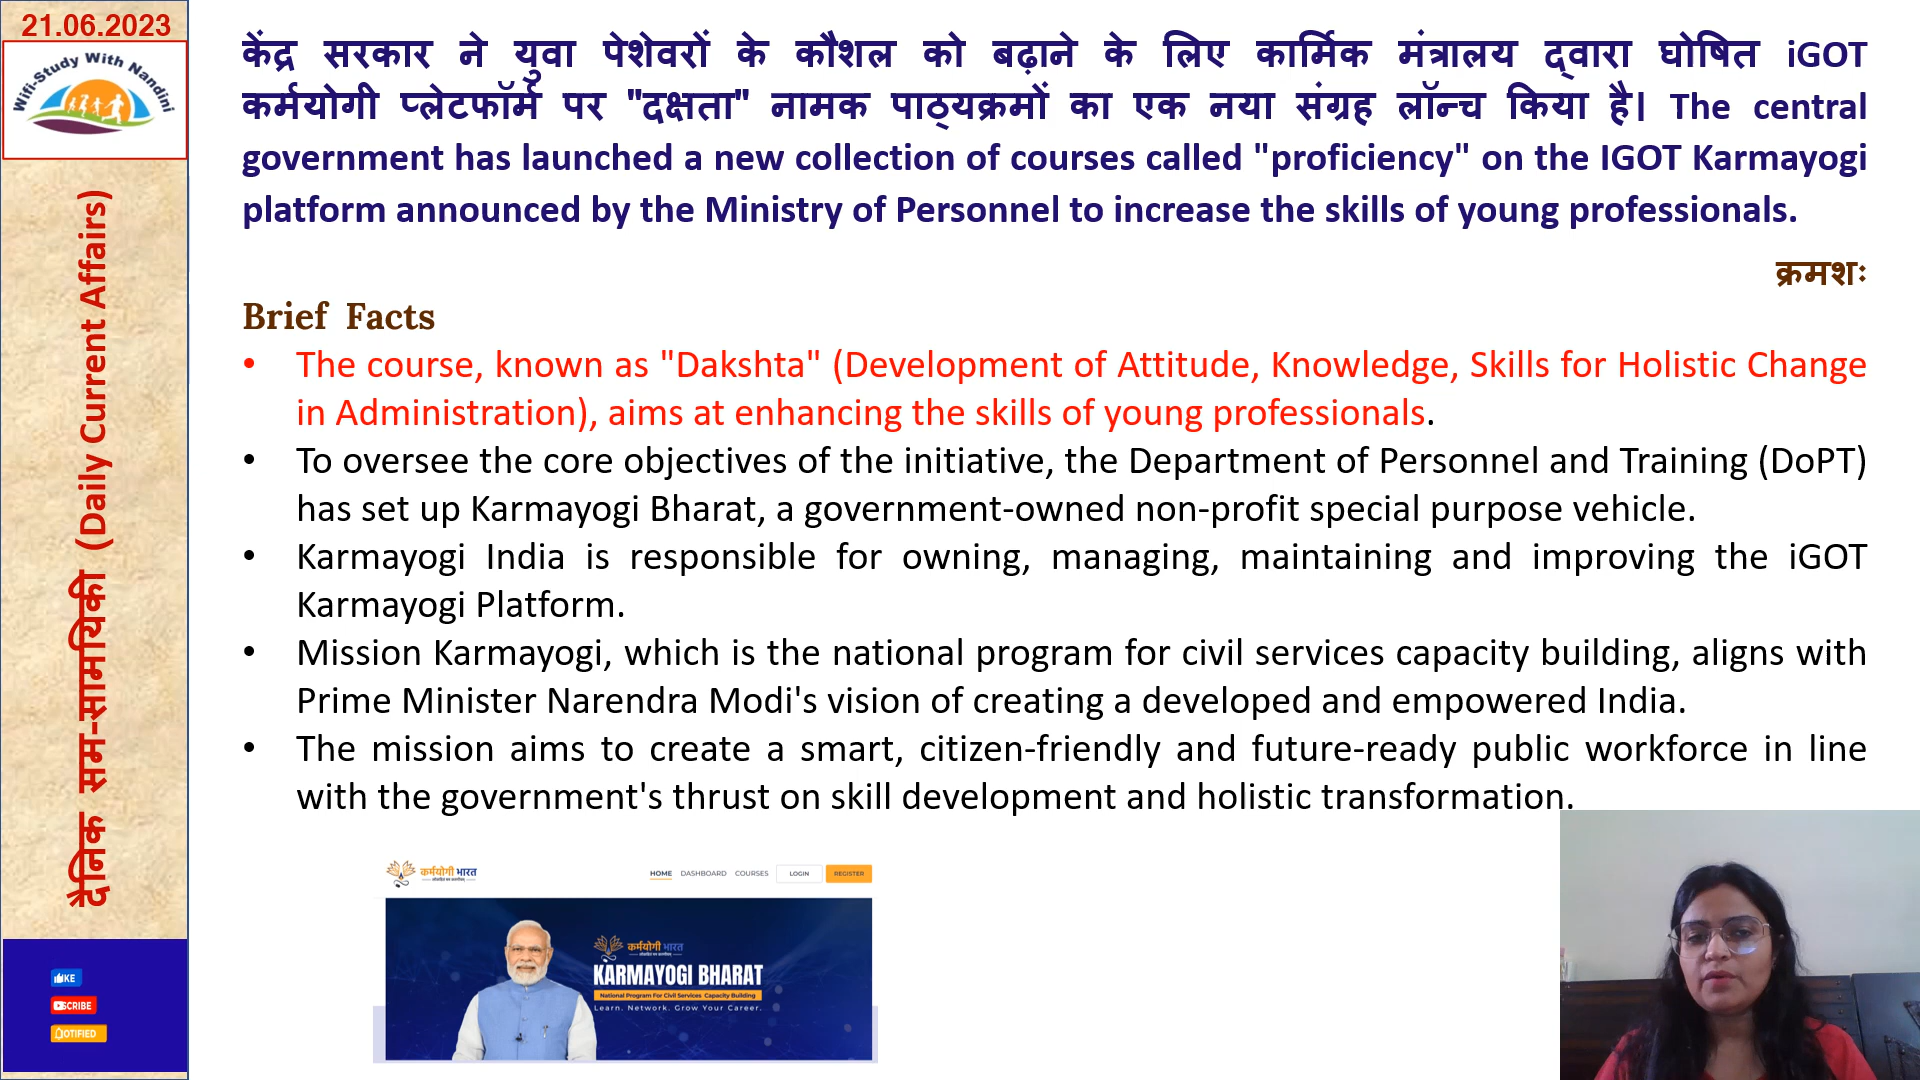 21.06.2023
Wifi-Study With Nandini
दैनिक सम-सामयिकी (Daily Current Affairs)
केंद्र सरकार ने युवा पेशेवरों के कौशल को बढ़ाने के लिए कार्मिक मंत्रालय द्वारा घोषित iGOT
कर्मयोगी प्लेटफॉर्म पर "दक्षता" नामक पाठ्यक्रमों का एक नया संग्रह लॉन्च किया है| The central
government has launched a new collection of courses called "proficiency" on the IGOT Karmayogi
platform announced by the Ministry of Personnel to increase the skills of young professionals.
क्रमशः
Brief Facts
• The course, known as "Dakshta" (Development of Attitude, Knowledge, Skills for Holistic Change
in Administration), aims at enhancing the skills of young professionals.
• To oversee the core objectives of the initiative, the Department of Personnel and Training (DoPT)
has set up Karmayogi Bharat, a government-owned non-profit special purpose vehicle.
• Karmayogi India is responsible for owning, managing, maintaining and improving the iGOT
Karmayogi Platform.
• Mission Karmayogi, which is the national program for civil services capacity building, aligns with
Prime Minister Narendra Modi's vision of creating a developed and empowered India.
• The mission aims to create a smart, citizen-friendly and future-ready public workforce in line
with the government's thrust on skill development and holistic transformation.
कर्मयोगी भारत
HOME DASHBOARD COURSES LOGIN REGISTER
कर्मयोगी भारत
KARMAYOGI BHARAT
National Program For Civil Services Capacity Building
Learn. Network. Grow Your Career.
KE
SCRIBE
OTIFIED